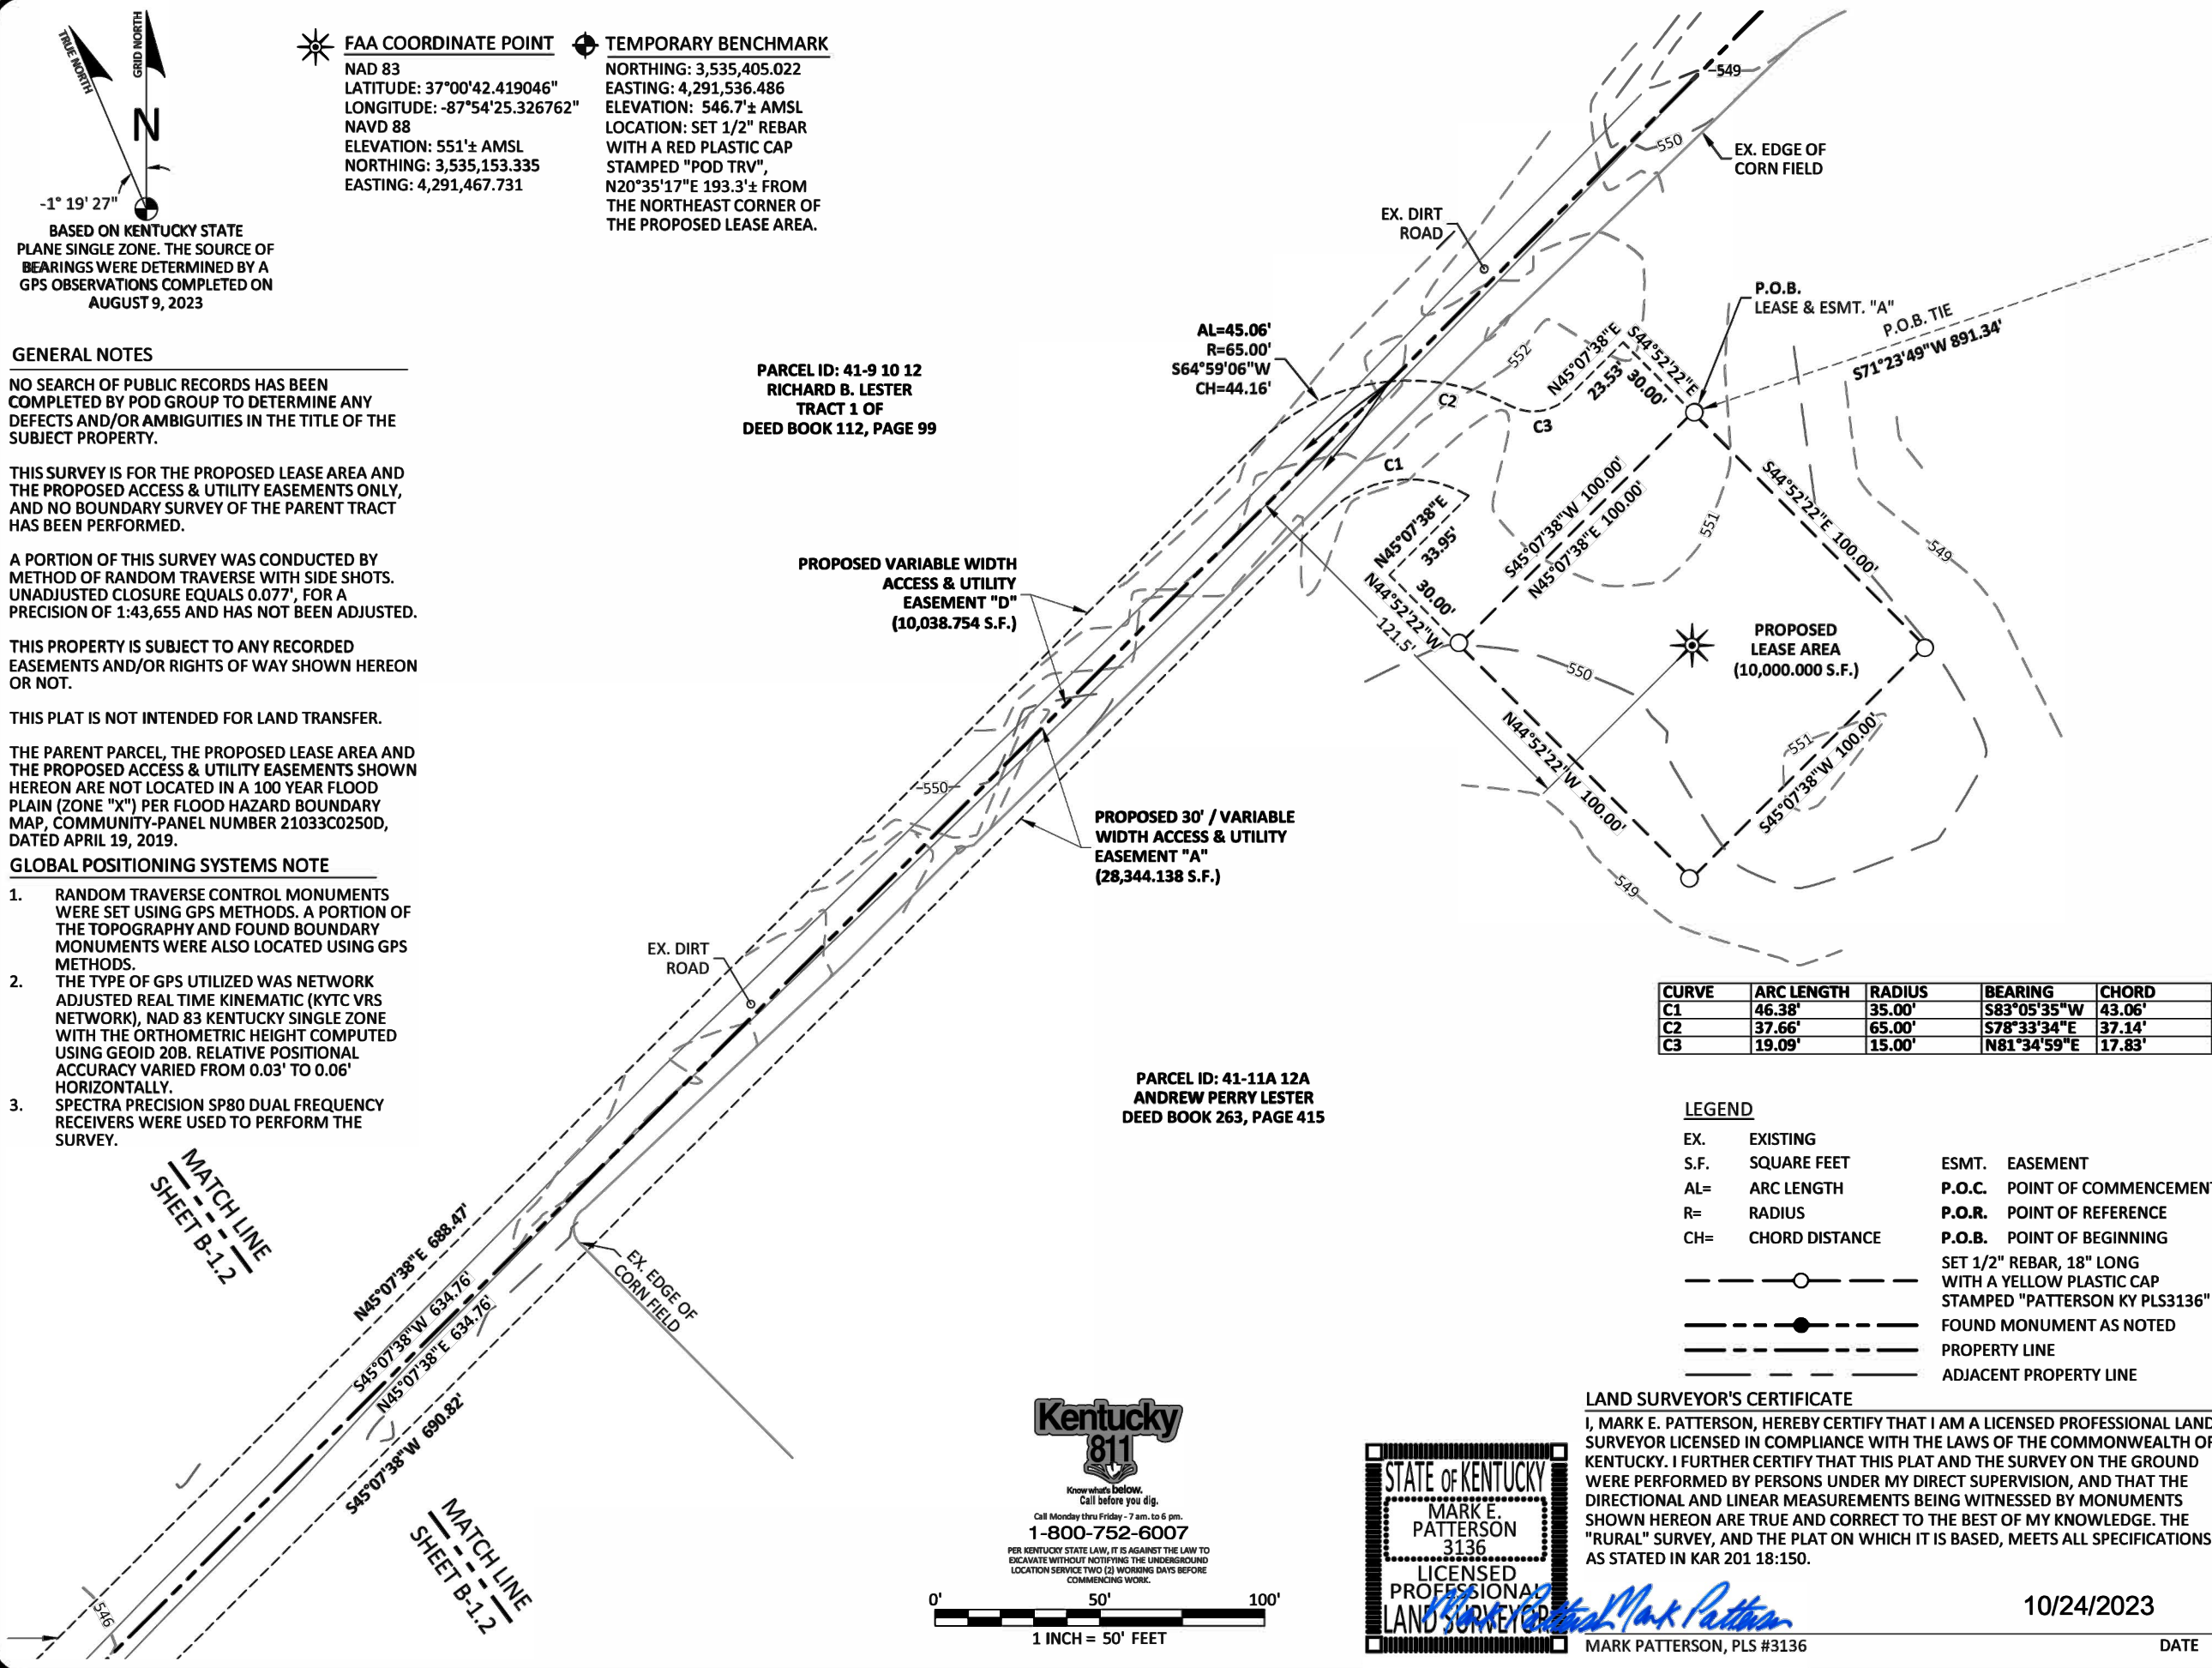 TRUE NORTH
GRID NORTH
N
-1° 19' 27"
BASED ON KENTUCKY STATE
PLANE SINGLE ZONE. THE SOURCE OF
BEARINGS WERE DETERMINED BY A
GPS OBSERVATIONS COMPLETED ON
AUGUST 9, 2023
FAA COORDINATE POINT
NAD 83
LATITUDE: 37°00'42.419046"
LONGITUDE: -87°54'25.326762"
NAVD 88
ELEVATION: 551'± AMSL
NORTHING: 3,535,153.335
EASTING: 4,291,467.731
TEMPORARY BENCHMARK
NORTHING: 3,535,405.022
EASTING: 4,291,536.486
ELEVATION: 546.7'± AMSL
LOCATION: SET 1/2" REBAR
WITH A RED PLASTIC CAP
STAMPED "POD TRV",
N20°35'17"E 193.3'± FROM
THE NORTHEAST CORNER OF
THE PROPOSED LEASE AREA.
GENERAL NOTES
NO SEARCH OF PUBLIC RECORDS HAS BEEN
COMPLETED BY POD GROUP TO DETERMINE ANY
DEFECTS AND/OR AMBIGUITIES IN THE TITLE OF THE
SUBJECT PROPERTY.
THIS SURVEY IS FOR THE PROPOSED LEASE AREA AND
THE PROPOSED ACCESS & UTILITY EASEMENTS ONLY,
AND NO BOUNDARY SURVEY OF THE PARENT TRACT
HAS BEEN PERFORMED.
A PORTION OF THIS SURVEY WAS CONDUCTED BY
METHOD OF RANDOM TRAVERSE WITH SIDE SHOTS.
UNADJUSTED CLOSURE EQUALS 0.077', FOR A
PRECISION OF 1:43,655 AND HAS NOT BEEN ADJUSTED.
THIS PROPERTY IS SUBJECT TO ANY RECORDED
EASEMENTS AND/OR RIGHTS OF WAY SHOWN HEREON
OR NOT.
THIS PLAT IS NOT INTENDED FOR LAND TRANSFER.
THE PARENT PARCEL, THE PROPOSED LEASE AREA AND
THE PROPOSED ACCESS & UTILITY EASEMENTS SHOWN
HEREON ARE NOT LOCATED IN A 100 YEAR FLOOD
PLAIN (ZONE "X") PER FLOOD HAZARD BOUNDARY
MAP, COMMUNITY-PANEL NUMBER 21033C0250D,
DATED APRIL 19, 2019.
GLOBAL POSITIONING SYSTEMS NOTE
1. RANDOM TRAVERSE CONTROL MONUMENTS
WERE SET USING GPS METHODS. A PORTION OF
THE TOPOGRAPHY AND FOUND BOUNDARY
MONUMENTS WERE ALSO LOCATED USING GPS
METHODS.
2. THE TYPE OF GPS UTILIZED WAS NETWORK
ADJUSTED REAL TIME KINEMATIC (KYTC VRS
NETWORK), NAD 83 KENTUCKY SINGLE ZONE
WITH THE ORTHOMETRIC HEIGHT COMPUTED
USING GEOID 20B. RELATIVE POSITIONAL
ACCURACY VARIED FROM 0.03' TO 0.06'
HORIZONTALLY.
3. SPECTRA PRECISION SP80 DUAL FREQUENCY
RECEIVERS WERE USED TO PERFORM THE
SURVEY.
MATCH LINE
SHEET B-1.2
549
550
EX. EDGE OF
CORN FIELD
EX. DIRT
ROAD
P.O.B.
LEASE & ESMT. "A"
P.O.B. TIE
S71°23'49"W 891.34'
AL=45.06'
R=65.00'
S64°59'06"W
CH=44.16'
PARCEL ID: 41-9 10 12
RICHARD B. LESTER
TRACT 1 OF
DEED BOOK 112, PAGE 99
552
N45°07'38"E
23.53'
S44°52'22"E
30.00'
C2
C3
C1
N45°07'38"E
33.95'
N44°52'22"W
30.00'
121.5'
S45°07'38"W 100.00'
N45°07'38"E 100.00'
551
S44°52'22"E 100.00'
549
PROPOSED VARIABLE WIDTH
ACCESS & UTILITY
EASEMENT "D"
(10,038.754 S.F.)
PROPOSED
LEASE AREA
(10,000.000 S.F.)
550
N44°52'22"W 100.00'
551
S45°07'38"W 100.00'
549
550
PROPOSED 30' / VARIABLE
WIDTH ACCESS & UTILITY
EASEMENT "A"
(28,344.138 S.F.)
EX. DIRT
ROAD
PARCEL ID: 41-11A 12A
ANDREW PERRY LESTER
DEED BOOK 263, PAGE 415
EX. EDGE OF
CORN FIELD
N45°07'38"E 688.47'
S45°07'38"W 634.76'
N45°07'38"E 634.76'
S45°07'38"W 690.82'
MATCH LINE
SHEET B-1.2
546
CURVE ARC LENGTH RADIUS BEARING CHORD
C1 46.38' 35.00' S83°05'35"W 43.06'
C2 37.66' 65.00' S78°33'34"E 37.14'
C3 19.09' 15.00' N81°34'59"E 17.83'
LEGEND
EX. EXISTING
S.F. SQUARE FEET
AL= ARC LENGTH
R= RADIUS
CH= CHORD DISTANCE
ESMT. EASEMENT
P.O.C. POINT OF COMMENCEMENT
P.O.R. POINT OF REFERENCE
P.O.B. POINT OF BEGINNING
SET 1/2" REBAR, 18" LONG
WITH A YELLOW PLASTIC CAP
STAMPED "PATTERSON KY PLS3136"
FOUND MONUMENT AS NOTED
PROPERTY LINE
ADJACENT PROPERTY LINE
Kentucky
811
Know what's below.
Call before you dig.
Call Monday thru Friday - 7 am. to 6 pm.
1-800-752-6007
PER KENTUCKY STATE LAW, IT IS AGAINST THE LAW TO
EXCAVATE WITHOUT NOTIFYING THE UNDERGROUND
LOCATION SERVICE TWO (2) WORKING DAYS BEFORE
COMMENCING WORK.
0' 50' 100'
1 INCH = 50' FEET
STATE OF KENTUCKY
MARK E.
PATTERSON
3136
LICENSED
PROFESSIONAL
LAND SURVEYOR
LAND SURVEYOR'S CERTIFICATE
I, MARK E. PATTERSON, HEREBY CERTIFY THAT I AM A LICENSED PROFESSIONAL LAND
SURVEYOR LICENSED IN COMPLIANCE WITH THE LAWS OF THE COMMONWEALTH OF
KENTUCKY. I FURTHER CERTIFY THAT THIS PLAT AND THE SURVEY ON THE GROUND
WERE PERFORMED BY PERSONS UNDER MY DIRECT SUPERVISION, AND THAT THE
DIRECTIONAL AND LINEAR MEASUREMENTS BEING WITNESSED BY MONUMENTS
SHOWN HEREON ARE TRUE AND CORRECT TO THE BEST OF MY KNOWLEDGE. THE
"RURAL" SURVEY, AND THE PLAT ON WHICH IT IS BASED, MEETS ALL SPECIFICATIONS
AS STATED IN KAR 201 18:150.
Mark Patterson Mark Patterson
10/24/2023
MARK PATTERSON, PLS #3136 DATE